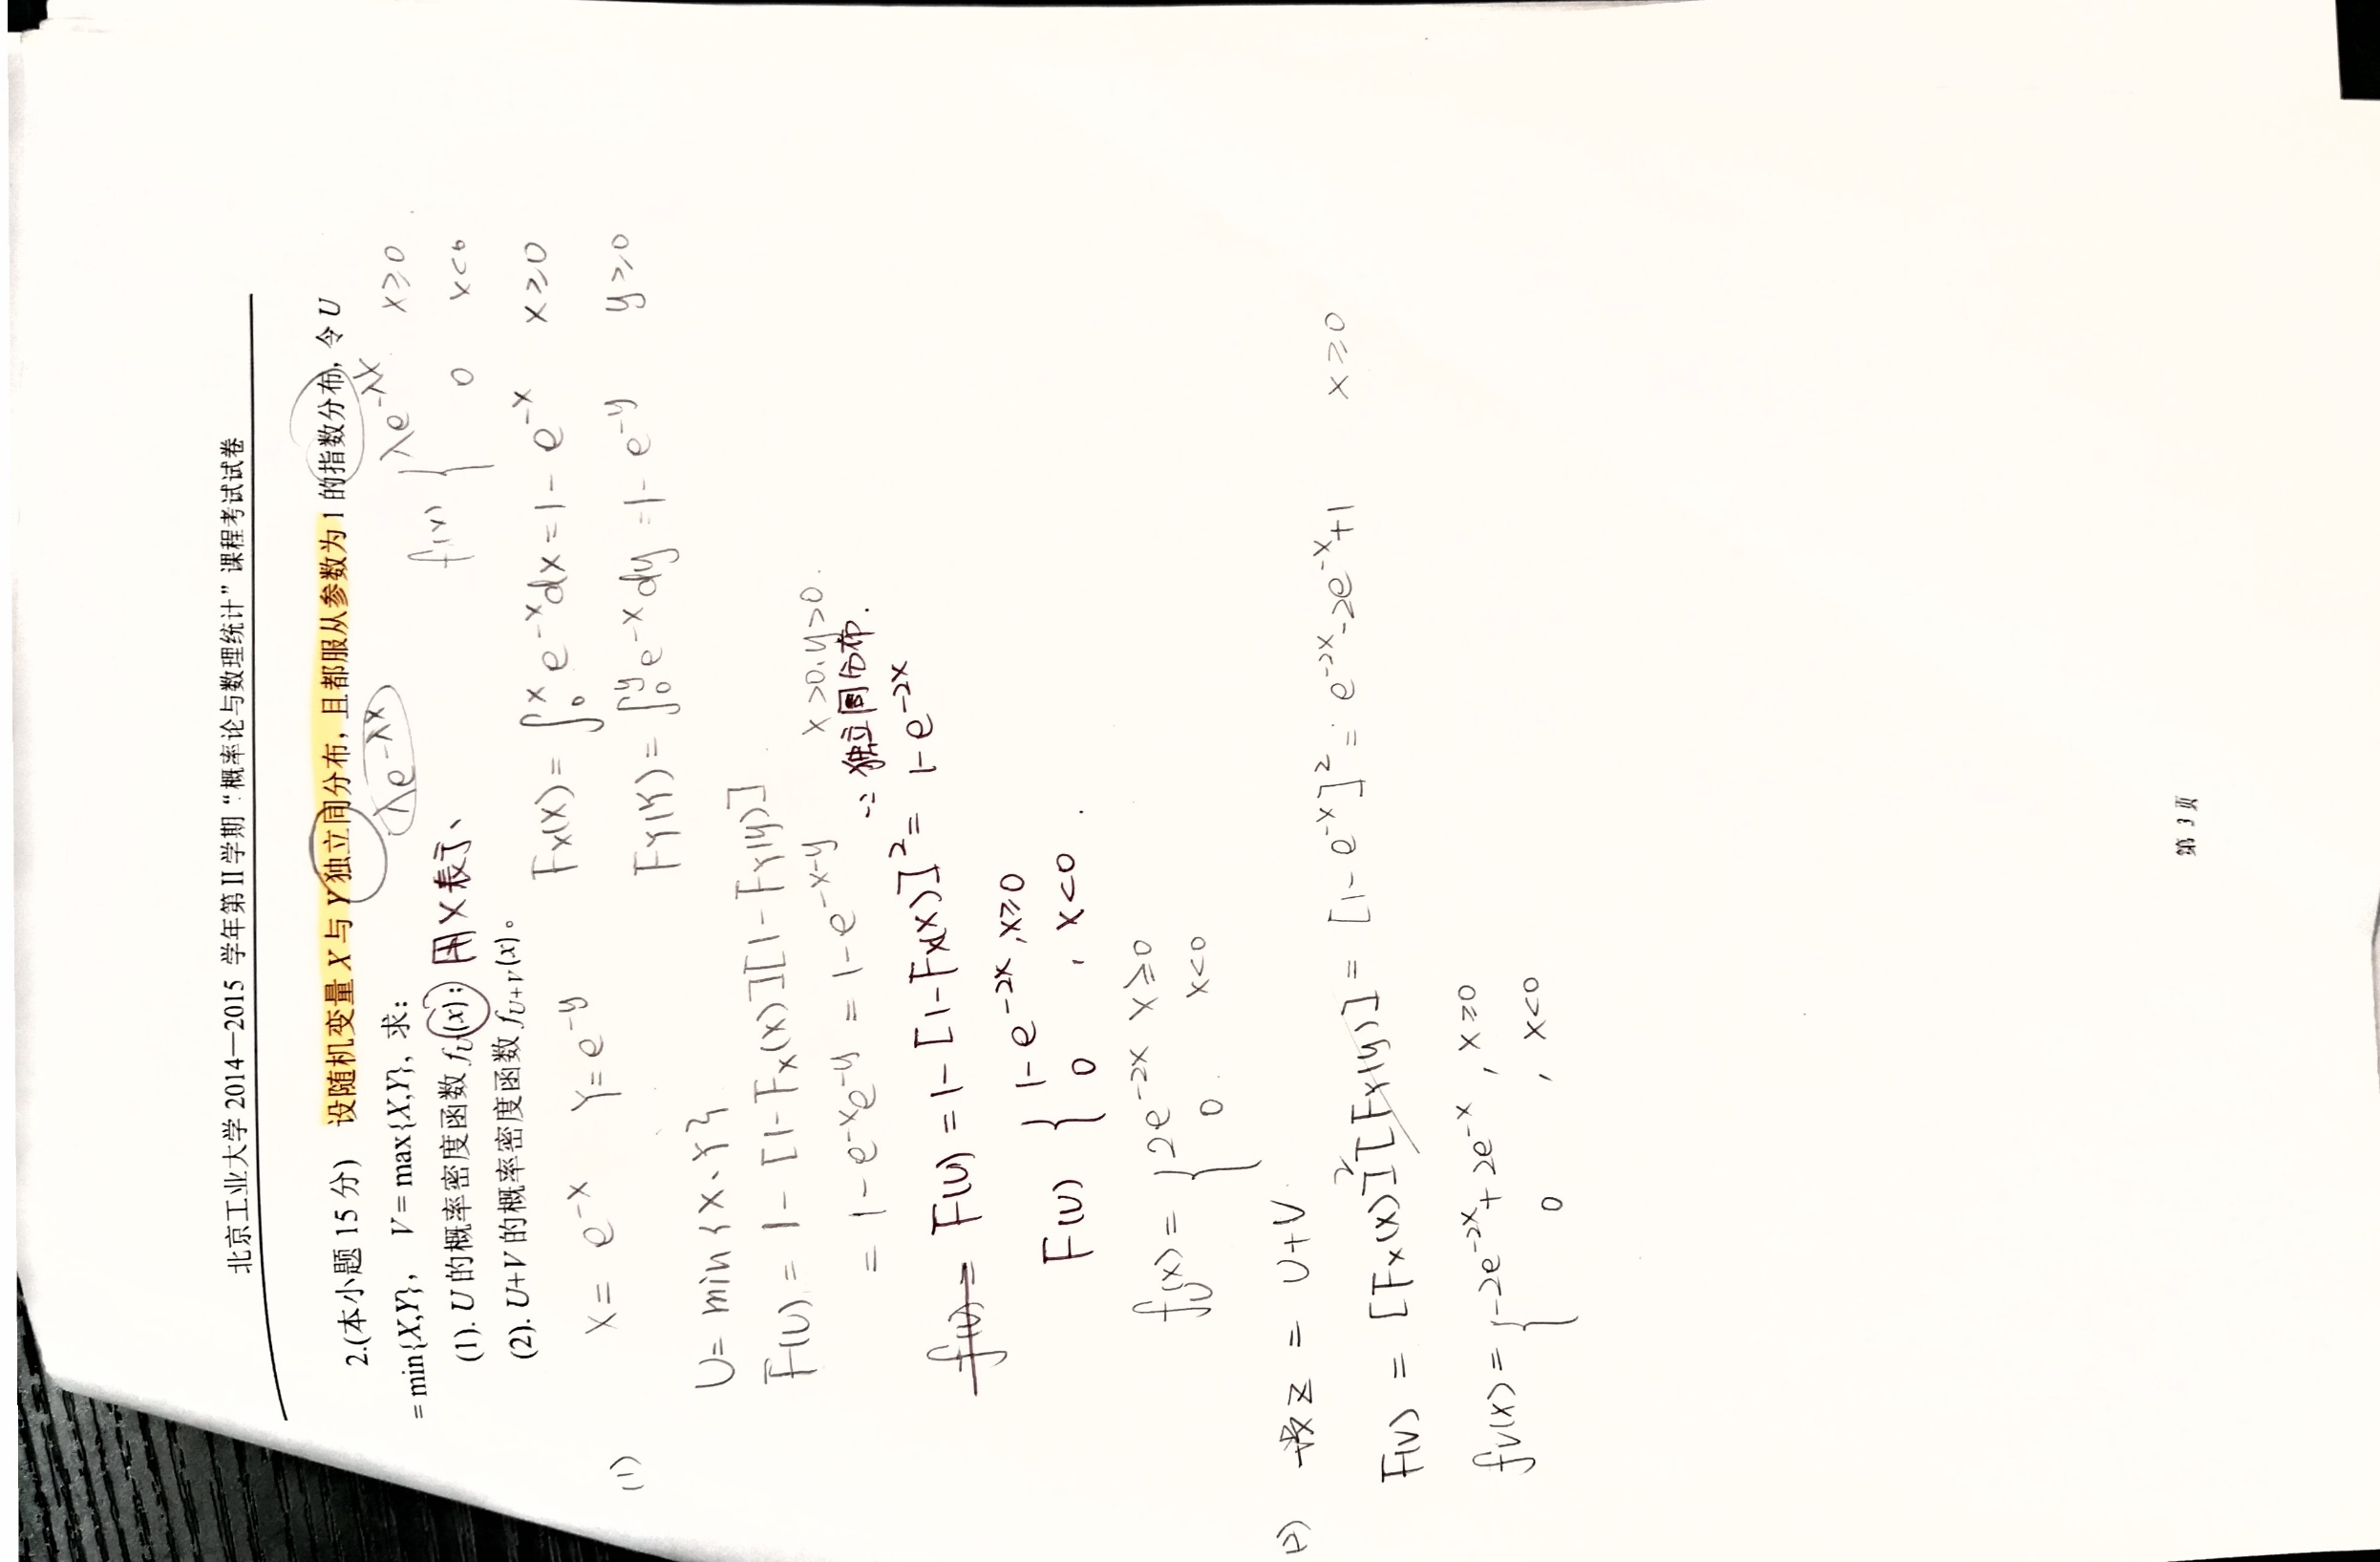 北京工业大学 2014—2015 学年第 II 学期 “概率论与数理统计” 课程考试试卷
2.(本小题 15 分) 设随机变量 X 与 Y 独立同分布，且都服从参数为 1 的指数分布，令 U
=min{X,Y}, V=max{X,Y}, 求：
λe^{-λx}
f(x) { λe^{-λx} x≥0
0 x<0
(1). U 的概率密度函数 f_U(x)；用X表示、
(2). U+V 的概率密度函数 f_{U+V}(x)。
F_X(x) = ∫_0^x e^{-x}dx = 1-e^{-x} x≥0
X = e^{-x} Y=e^{-y}
F_Y(Y) = ∫_0^y e^{-x}dy = 1-e^{-y} y≥0
(1)
U= min{X、Y}
F(U) = 1-[1-F_X(x)][1-F_Y(y)]
= 1-e^{-x}e^{-y} = 1-e^{-x-y} x>0,y>0.
∵ 独立同分布.
f(U)= F(U) = 1-[1-F_X(x)]^2 = 1-e^{-2x}
F(U) { 1-e^{-2x} , x≥0
0 , x<0 .
f_U(x) = { 2e^{-2x} x≥0
0 x<0
(2) 设 Z = U+V
F(V) = [F_X(x)]^2[F_Y(y)] = [1-e^{-x}]^2 = e^{-2x}-2e^{-x}+1 x≥0
f_V(x) = { -2e^{-2x}+2e^{-x} , x≥0
0 , x<0
第 3 页